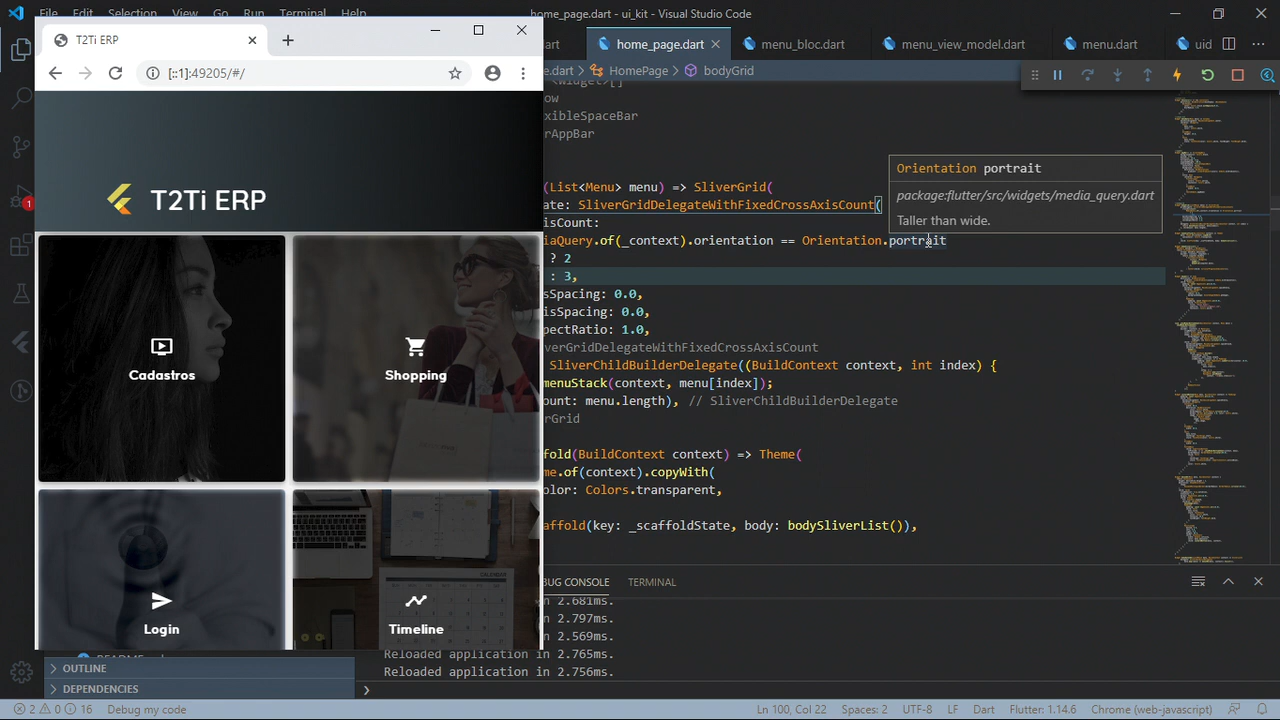 File Edit Selection View Go Run Terminal Help
home_page.dart - ui_kit - Visual Studio Code
T2Ti ERP
[::1]:49205/#/
T2Ti ERP
Cadastros
Shopping
Login
Timeline
home_page.dart
menu_bloc.dart
menu_view_model.dart
menu.dart
uid
HomePage
bodyGrid
xibleSpaceBar
rAppBar
(List<Menu> menu) => SliverGrid(
ate: SliverGridDelegateWithFixedCrossAxisCount(
isCount:
iaQuery.of(_context).orientation
Orientation.portrait
? 2
: 3,
sSpacing: 0.0,
isSpacing: 0.0,
pectRatio: 1.0,
verGridDelegateWithFixedCrossAxisCount
SliverChildBuilderDelegate((BuildContext context, int index) {
menuStack(context, menu[index]);
ount: menu.length), // SliverChildBuilderDelegate
rGrid
fold(BuildContext context) => Theme(
me.of(context).copyWith(
olor: Colors.transparent,
affold(key: _scaffoldState, body: bodySliverList()),
Orientation portrait
package:flutter/src/widgets/media_query.dart
Taller than wide.
BUG CONSOLE
TERMINAL
in 2.681ms.
in 2.797ms.
in 2.569ms.
Reloaded application in 2.765ms.
Reloaded application in 2.756ms.
OUTLINE
DEPENDENCIES
1
2 0 16 Debug my code
Ln 100, Col 22 Spaces: 2 UTF-8 LF Dart Flutter: 1.14.6 Chrome (web-javascript)